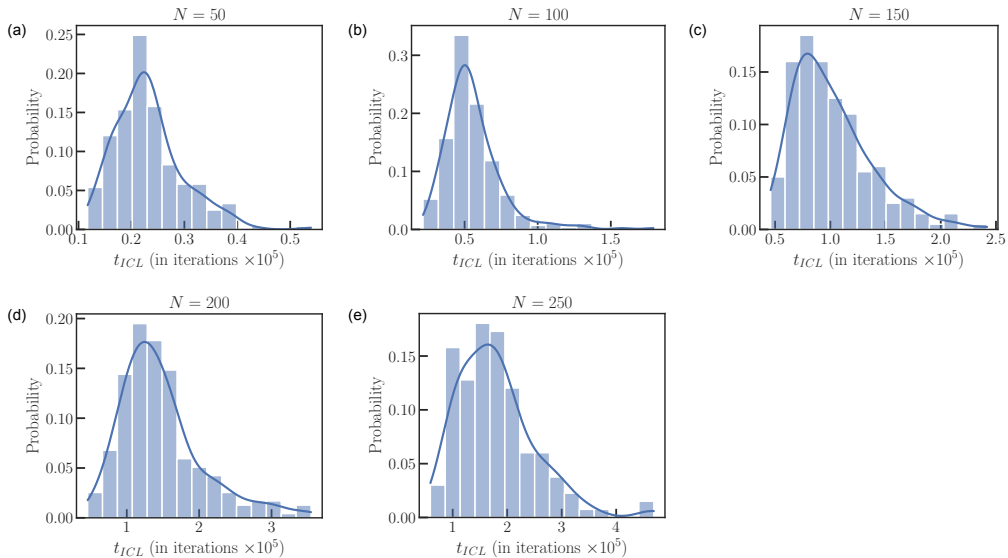 (a)
N = 50
Probability
0.25
0.20
0.15
0.10
0.05
0.00
0.1 0.2 0.3 0.4 0.5
t_ICL (in iterations ×10^5)
(b)
N = 100
Probability
0.3
0.2
0.1
0.0
0.5 1.0 1.5
t_ICL (in iterations ×10^5)
(c)
N = 150
Probability
0.15
0.10
0.05
0.00
0.5 1.0 1.5 2.0 2.5
t_ICL (in iterations ×10^5)
(d)
N = 200
Probability
0.20
0.15
0.10
0.05
0.00
1 2 3
t_ICL (in iterations ×10^5)
(e)
N = 250
Probability
0.15
0.10
0.05
0.00
1 2 3 4
t_ICL (in iterations ×10^5)